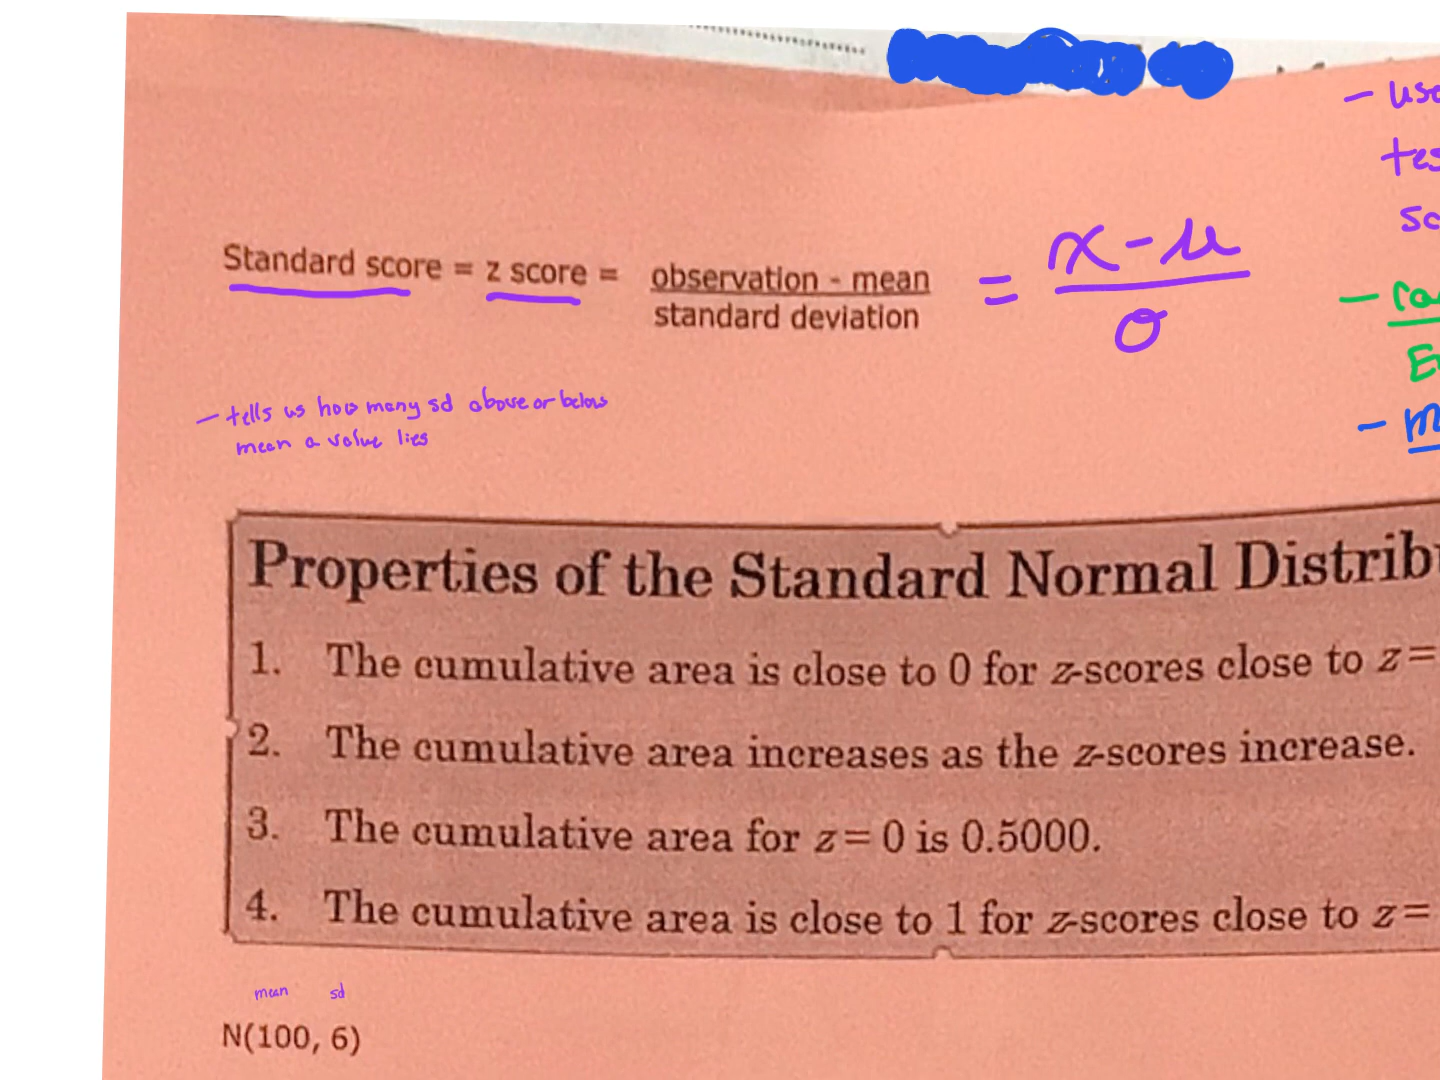 Standard score = z score = observation - mean
standard deviation
= x - μ
σ
- tells us how many sd above or below
mean a value lies
Properties of the Standard Normal
1. The cumulative area is close to 0 for z-scores close to z =
2. The cumulative area increases as the z-scores increase.
3. The cumulative area for z = 0 is 0.5000.
4. The cumulative area is close to 1 for z-scores close to z =
mean sd
N(100, 6)